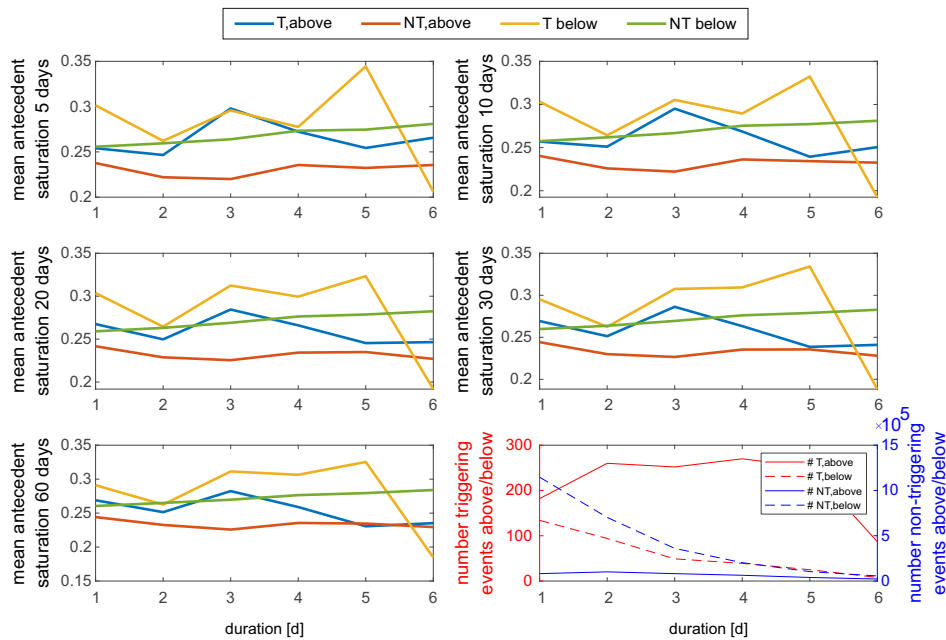 T,above NT,above T below NT below
mean antecedent
saturation 5 days
0.35
0.3
0.25
0.2
1 2 3 4 5 6
mean antecedent
saturation 10 days
0.35
0.3
0.25
0.2
1 2 3 4 5 6
mean antecedent
saturation 20 days
0.35
0.3
0.25
0.2
1 2 3 4 5 6
mean antecedent
saturation 30 days
0.35
0.3
0.25
0.2
1 2 3 4 5 6
mean antecedent
saturation 60 days
0.35
0.3
0.25
0.2
0.15
1 2 3 4 5 6
duration [d]
number triggering
events above/below
300
200
100
0
# T,above
# T,below
# NT,above
# NT,below
×10^5
15
10
5
0
number non-triggering
events above/below
1 2 3 4 5 6
duration [d]